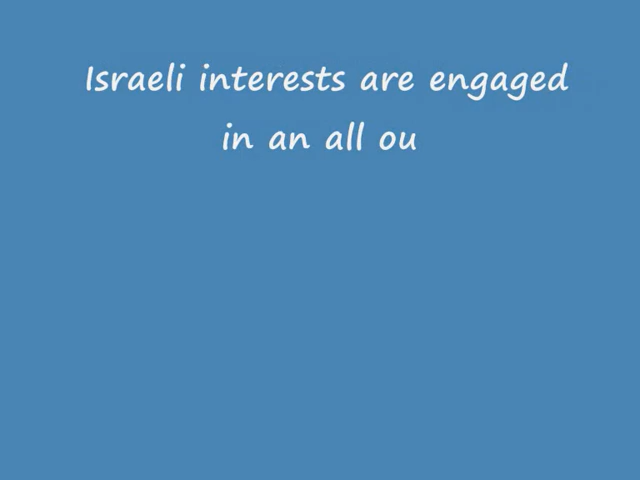 Israeli interests are engaged
in an all ou